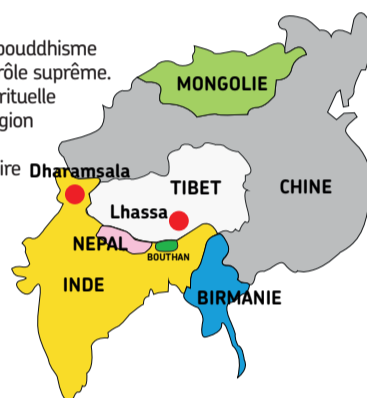 bouddhisme
rôle suprême.
rituelle
gion
ire
MONGOLIE
Dharamsala
TIBET
CHINE
Lhassa
NEPAL
BOUTHAN
INDE
BIRMANIE